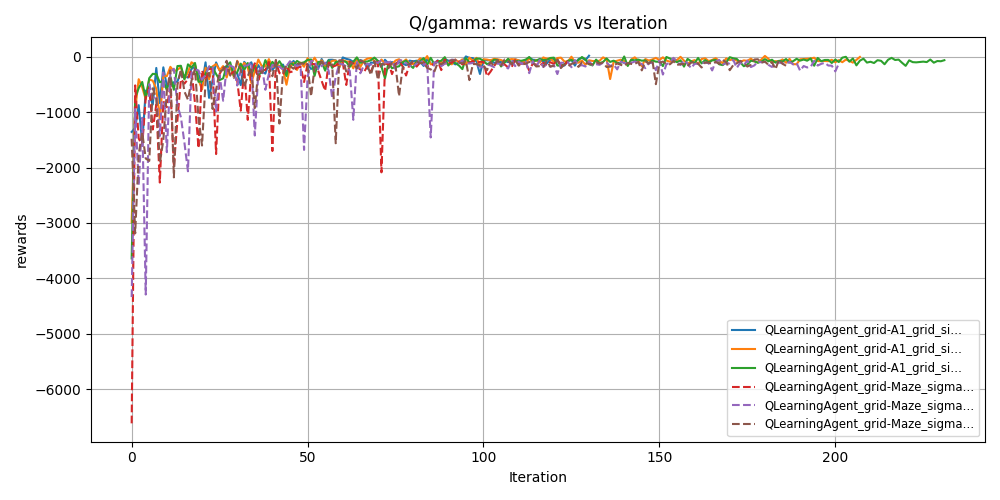 Q/gamma: rewards vs Iteration
rewards
0
−1000
−2000
−3000
−4000
−5000
−6000
QLearningAgent_grid-A1_grid_si...
QLearningAgent_grid-A1_grid_si...
QLearningAgent_grid-A1_grid_si...
QLearningAgent_grid-Maze_sigma...
QLearningAgent_grid-Maze_sigma...
QLearningAgent_grid-Maze_sigma...
0 50 100 150 200
Iteration